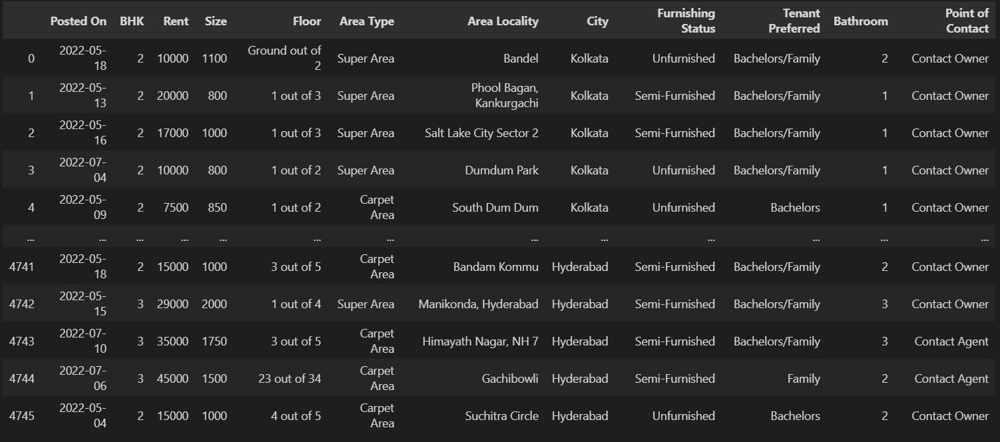 Posted On BHK Rent Size Floor Area Type Area Locality City Furnishing Status Tenant Preferred Bathroom Point of Contact
0 2022-05-18 2 10000 1100 Ground out of 2 Super Area Bandel Kolkata Unfurnished Bachelors/Family 2 Contact Owner
1 2022-05-13 2 20000 800 1 out of 3 Super Area Phool Bagan, Kankurgachi Kolkata Semi-Furnished Bachelors/Family 1 Contact Owner
2 2022-05-16 2 17000 1000 1 out of 3 Super Area Salt Lake City Sector 2 Kolkata Semi-Furnished Bachelors/Family 1 Contact Owner
3 2022-07-04 2 10000 800 1 out of 2 Super Area Dumdum Park Kolkata Unfurnished Bachelors/Family 1 Contact Owner
4 2022-05-09 2 7500 850 1 out of 2 Carpet Area South Dum Dum Kolkata Unfurnished Bachelors 1 Contact Owner
... ... ... ... ... ... ... ... ... ... ... ... ...
4741 2022-05-18 2 15000 1000 3 out of 5 Carpet Area Bandam Kommu Hyderabad Semi-Furnished Bachelors/Family 2 Contact Owner
4742 2022-05-15 3 29000 2000 1 out of 4 Super Area Manikonda, Hyderabad Hyderabad Semi-Furnished Bachelors/Family 3 Contact Owner
4743 2022-07-10 3 35000 1750 3 out of 5 Carpet Area Himayath Nagar, NH 7 Hyderabad Semi-Furnished Bachelors/Family 3 Contact Agent
4744 2022-07-06 3 45000 1500 23 out of 34 Carpet Area Gachibowli Hyderabad Semi-Furnished Family 2 Contact Agent
4745 2022-05-04 2 15000 1000 4 out of 5 Carpet Area Suchitra Circle Hyderabad Unfurnished Bachelors 2 Contact Owner